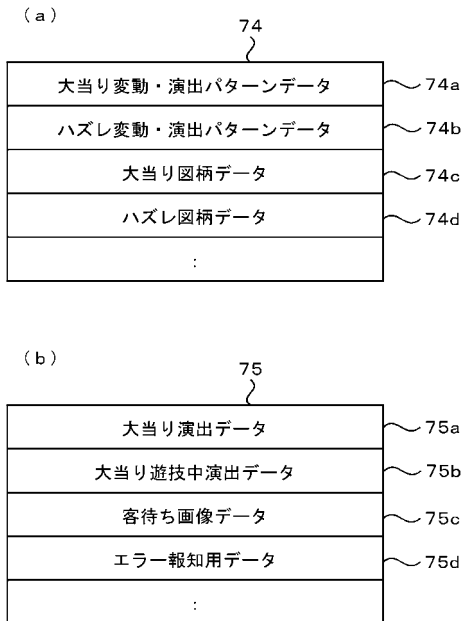 （a）
74
大当り変動・演出パターンデータ
74a
ハズレ変動・演出パターンデータ
74b
大当り図柄データ
74c
ハズレ図柄データ
74d
：
（b）
75
大当り演出データ
75a
大当り遊技中演出データ
75b
客待ち画像データ
75c
エラー報知用データ
75d
：